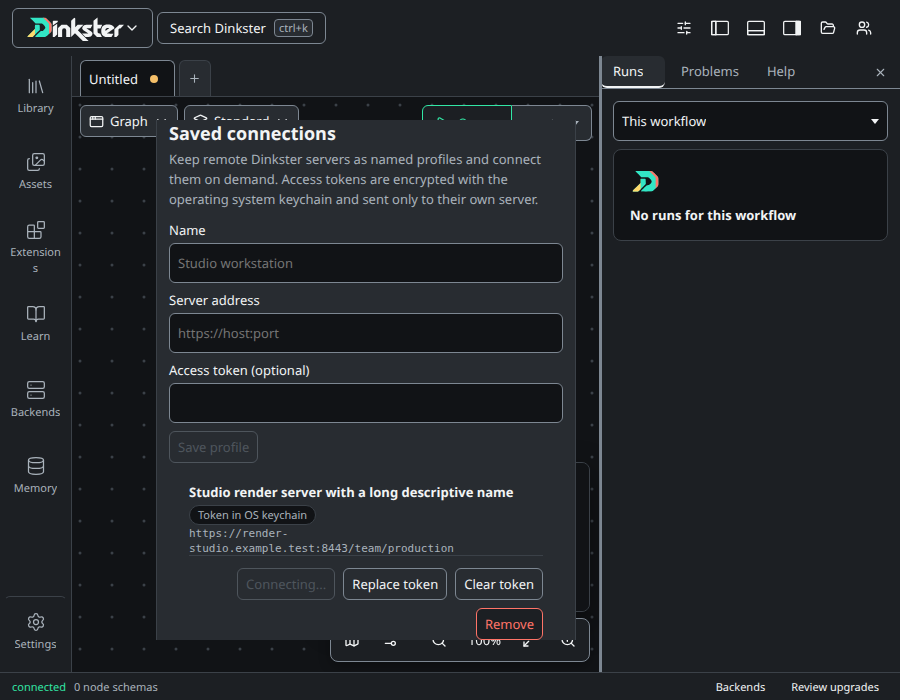 Dinkster
Search Dinkster ctrl+k
Untitled
+
Runs
Problems
Help
Library
Assets
Extension
s
Learn
Backends
Memory
Settings
Graph
Standard
Saved connections
Keep remote Dinkster servers as named profiles and connect
them on demand. Access tokens are encrypted with the
operating system keychain and sent only to their own server.
Name
Studio workstation
Server address
https://host:port
Access token (optional)
Save profile
Studio render server with a long descriptive name
Token in OS keychain
https://render-
studio.example.test:8443/team/production
Connecting...
Replace token
Clear token
Remove
100%
This workflow
No runs for this workflow
connected
0 node schemas
Backends
Review upgrades